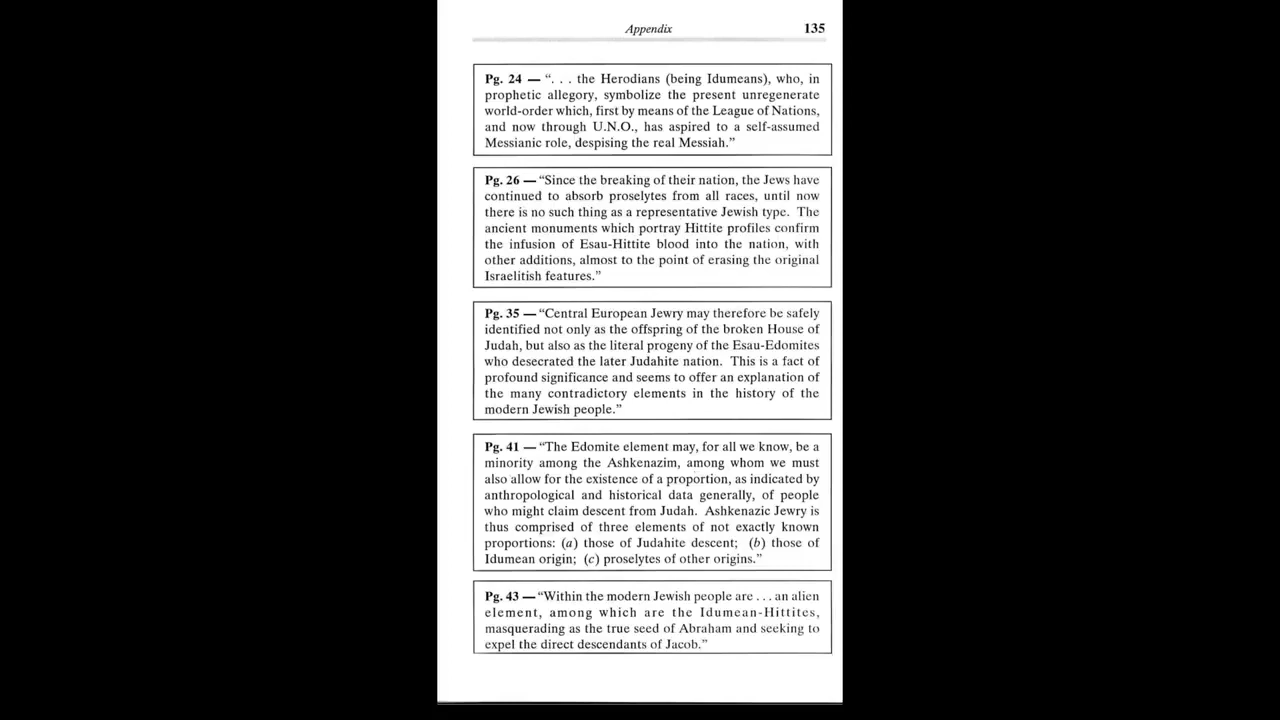 Appendix 135
Pg. 24 — ". . . the Herodians (being Idumeans), who, in
prophetic allegory, symbolize the present unregenerate
world-order which, first by means of the League of Nations,
and now through U.N.O., has aspired to a self-assumed
Messianic role, despising the real Messiah."
Pg. 26 — "Since the breaking of their nation, the Jews have
continued to absorb proselytes from all races, until now
there is no such thing as a representative Jewish type. The
ancient monuments which portray Hittite profiles confirm
the infusion of Esau-Hittite blood into the nation, with
other additions, almost to the point of erasing the original
Israelitish features."
Pg. 35 — "Central European Jewry may therefore be safely
identified not only as the offspring of the broken House of
Judah, but also as the literal progeny of the Esau-Edomites
who desecrated the later Judahite nation. This is a fact of
profound significance and seems to offer an explanation of
the many contradictory elements in the history of the
modern Jewish people."
Pg. 41 — "The Edomite element may, for all we know, be a
minority among the Ashkenazim, among whom we must
also allow for the existence of a proportion, as indicated by
anthropological and historical data generally, of people
who might claim descent from Judah. Ashkenazic Jewry is
thus comprised of three elements of not exactly known
proportions: (a) those of Judahite descent; (b) those of
Idumean origin; (c) proselytes of other origins."
Pg. 43 — "Within the modern Jewish people are . . . an alien
element, among which are the Idumean-Hittites,
masquerading as the true seed of Abraham and seeking to
expel the direct descendants of Jacob."